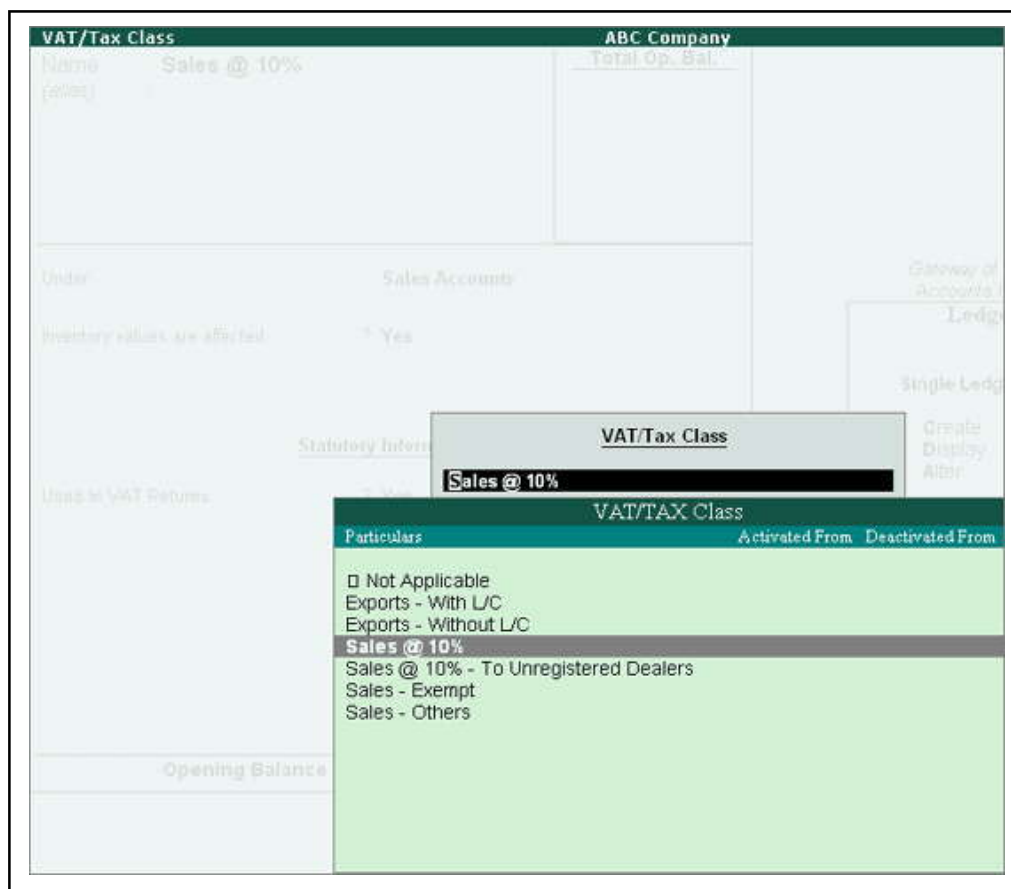 VAT/Tax Class ABC Company
Name Sales @ 10% Total Op. Bal.
(alias)
Under Sales Accounts Gateway of
Accounts
Ledg
Inventory values are affected ? Yes
Single Ledg
Create
Statutory Inform VAT/Tax Class Display
Alter
Sales @ 10%
Used in VAT Returns ? Yes
VAT/TAX Class
Particulars Activated From Deactivated From
Not Applicable
Exports - With L/C
Exports - Without L/C
Sales @ 10%
Sales @ 10% - To Unregistered Dealers
Sales - Exempt
Sales - Others
Opening Balance